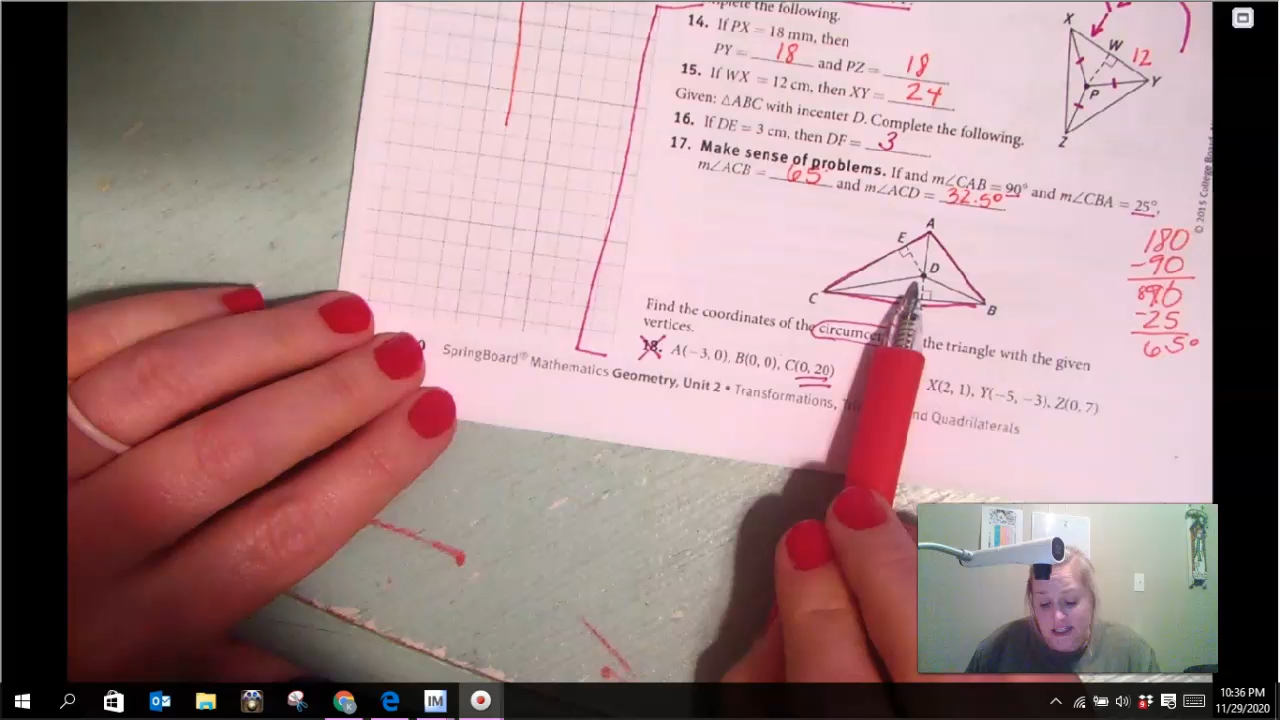 the following.
14. If PX = 18 mm, then
PY = 18 and PZ = 18
15. If WX = 12 cm, then XY = 24
Given: △ABC with incenter D. Complete the following.
16. If DE = 3 cm, then DF = 3
17. Make sense of problems. If and m∠CAB = 90° and m∠CBA = 25°,
m∠ACB = 65° and m∠ACD = 32.5°
X
W
12
Y
P
Z
© 2015 College Board.
180
-90
90
-25
65°
A
E
D
C
B
Find the coordinates of the the triangle with the given
vertices.
18. A(−3, 0), B(0, 0), C(0, 20)
X(2, 1), Y(−5, −3), Z(0, 7)
SpringBoard® Mathematics Geometry, Unit 2 • Transformations, and Quadrilaterals
IM
10:36 PM
11/29/2020